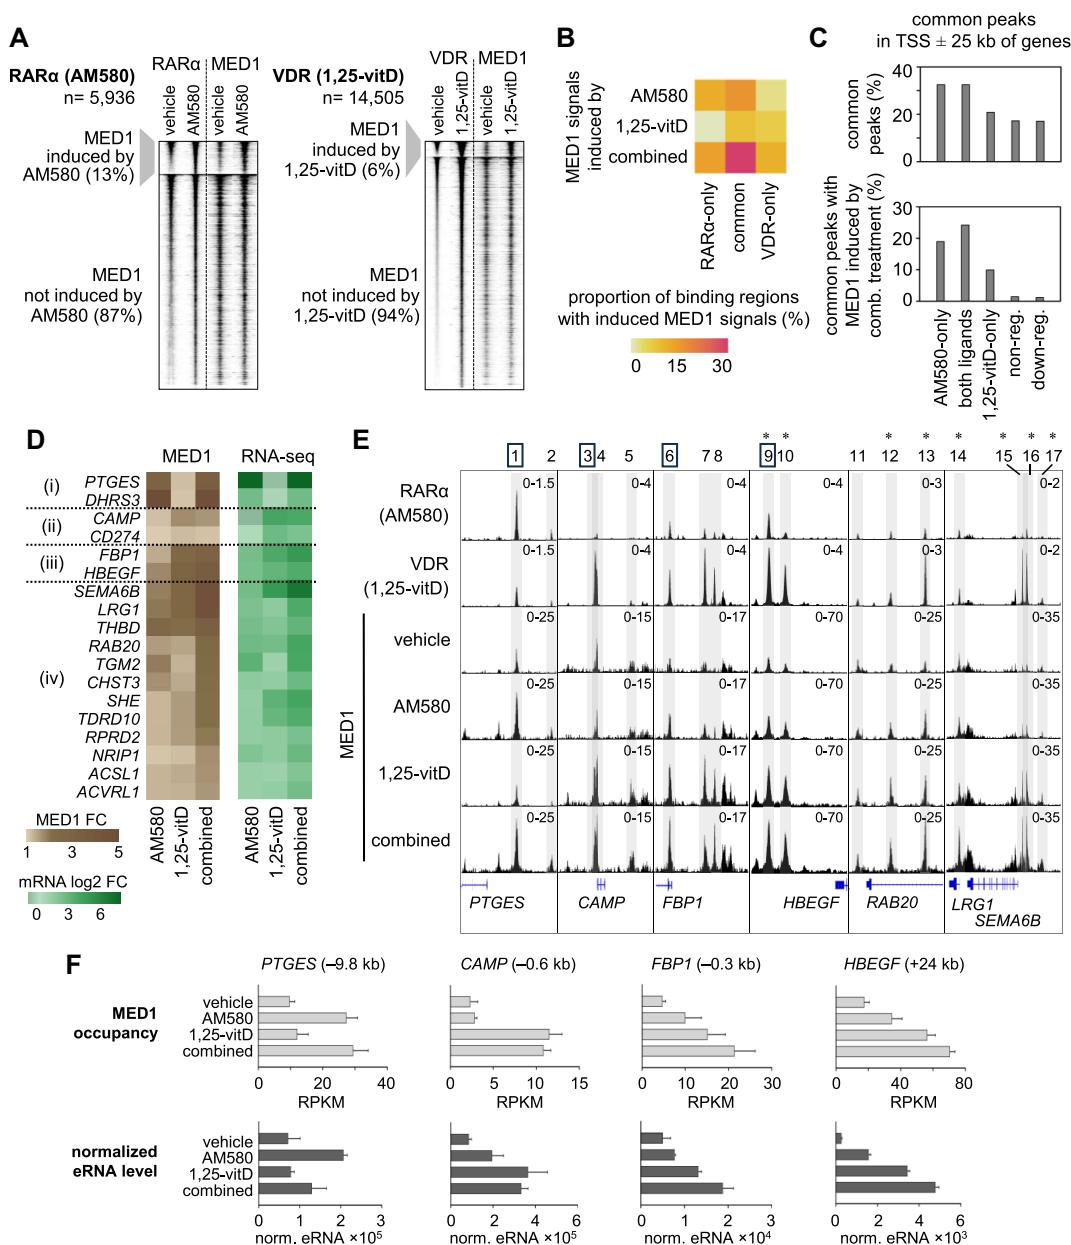 A
RARα (AM580)
n= 5,936
RARα MED1
vehicle
AM580
vehicle
AM580
MED1
induced by
AM580 (13%)
MED1
not induced by
AM580 (87%)
VDR (1,25-vitD)
n= 14,505
VDR MED1
vehicle
1,25-vitD
vehicle
1,25-vitD
MED1
induced by
1,25-vitD (6%)
MED1
not induced by
1,25-vitD (94%)
B
MED1 signals
induced by
AM580
1,25-vitD
combined
RARα-only
common
VDR-only
proportion of binding regions
with induced MED1 signals (%)
0 15 30
C
common peaks
in TSS ± 25 kb of genes
common
peaks (%)
40
20
0
common peaks with
MED1 induced by
comb. treatment (%)
30
20
10
0
AM580-only
both ligands
1,25-vitD-only
non-reg.
down-reg.
D
MED1 RNA-seq
(i)
PTGES
DHRS3
(ii)
CAMP
CD274
(iii)
FBP1
HBEGF
(iv)
SEMA6B
LRG1
THBD
RAB20
TGM2
CHST3
SHE
TDRD10
RPRD2
NRIP1
ACSL1
ACVRL1
MED1 FC
1 3 5
mRNA log2 FC
0 3 6
AM580
1,25-vitD
combined
AM580
1,25-vitD
combined
E
* * * * * * * *
1 2 3 4 5 6 7 8 9 10 11 12 13 14 15 16 17
RARα
(AM580)
0-1.5 0-4 0-4 0-4 0-3 0-2
VDR
(1,25-vitD)
0-1.5 0-4 0-4 0-4 0-3 0-2
MED1
vehicle
0-25 0-15 0-17 0-70 0-25 0-35
AM580
0-25 0-15 0-17 0-70 0-25 0-35
1,25-vitD
0-25 0-15 0-17 0-70 0-25 0-35
combined
0-25 0-15 0-17 0-70 0-25 0-35
PTGES CAMP FBP1 HBEGF RAB20 LRG1
SEMA6B
F
PTGES (–9.8 kb) CAMP (–0.6 kb) FBP1 (–0.3 kb) HBEGF (+24 kb)
MED1
occupancy
vehicle
AM580
1,25-vitD
combined
0 20 40 0 5 10 15 0 10 20 30 0 40 80
RPKM RPKM RPKM RPKM
normalized
eRNA level
vehicle
AM580
1,25-vitD
combined
0 1 2 3 0 2 4 6 0 1 2 3 0 2 4 6
norm. eRNA ×10⁵ norm. eRNA ×10⁵ norm. eRNA ×10⁴ norm. eRNA ×10³